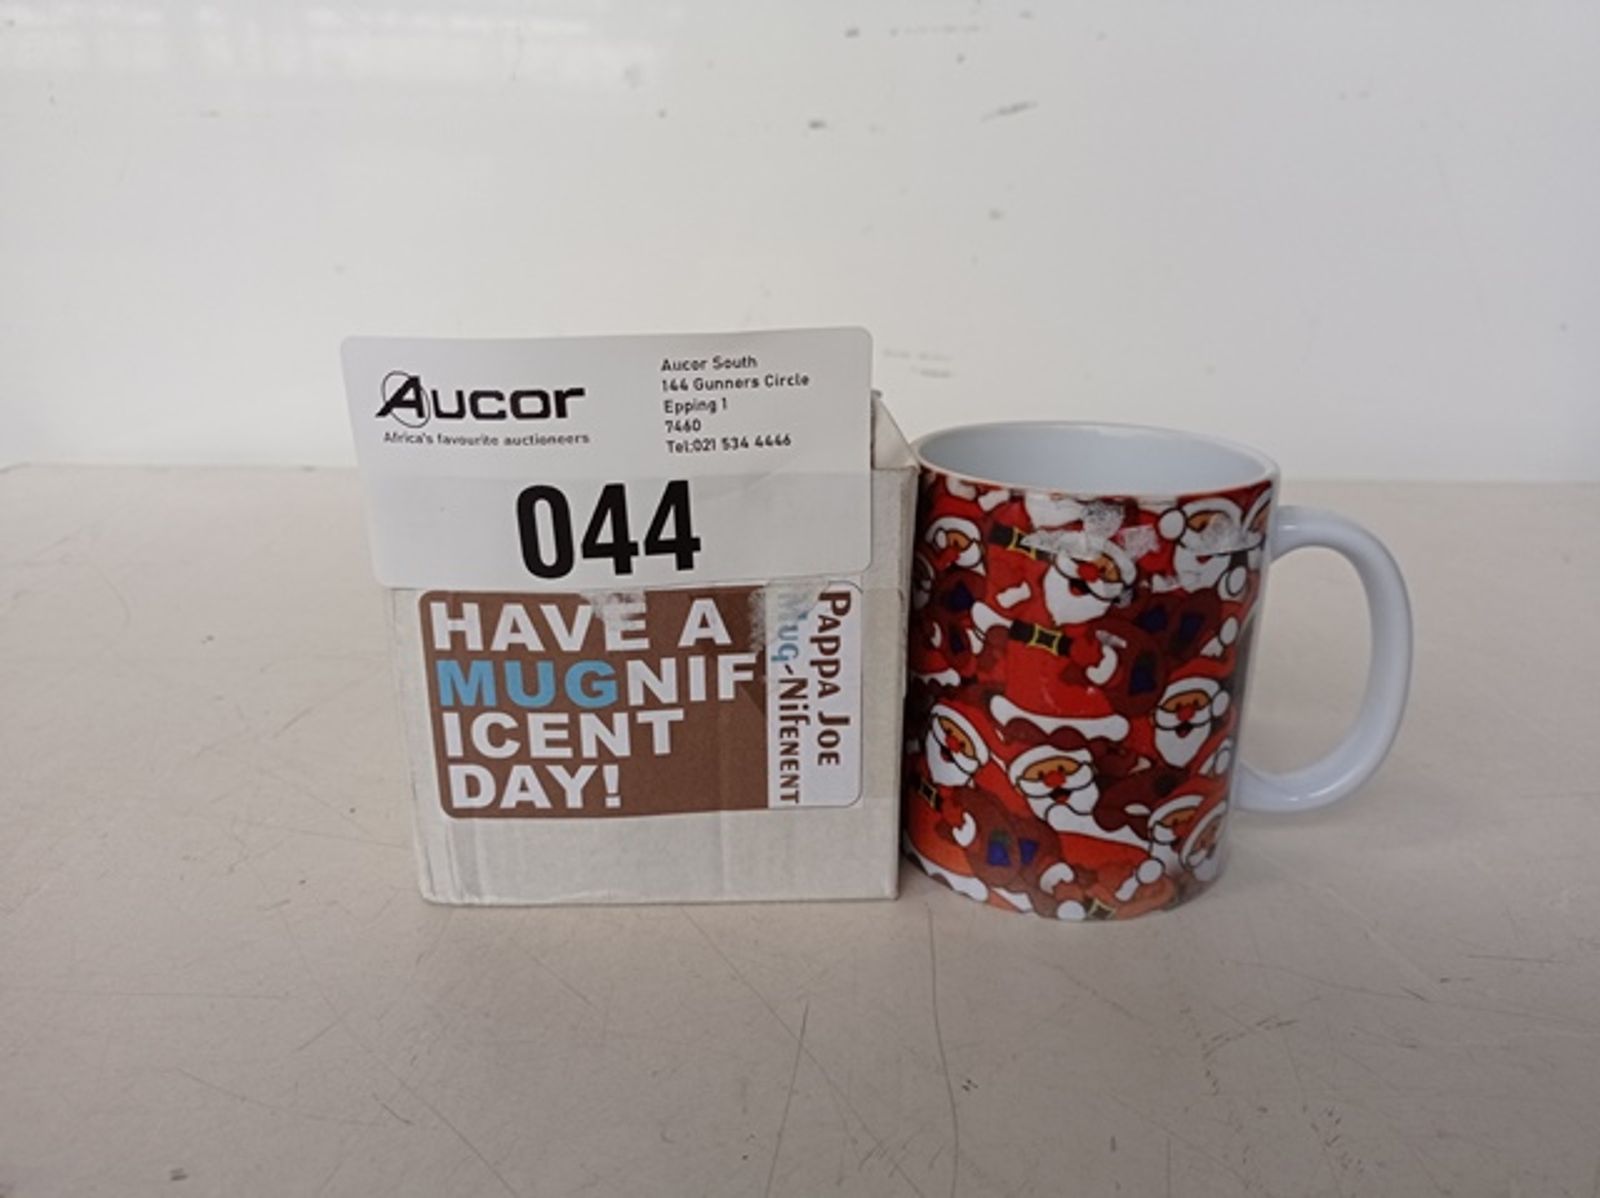 Aucor
Africa's favourite auctioneers
Aucor South
144 Gunners Circle
Epping 1
7460
Tel:021 534 4446
044
HAVE A
MUGNIF
ICENT
DAY!
PAPPA JOE
MUG-NIFENENT